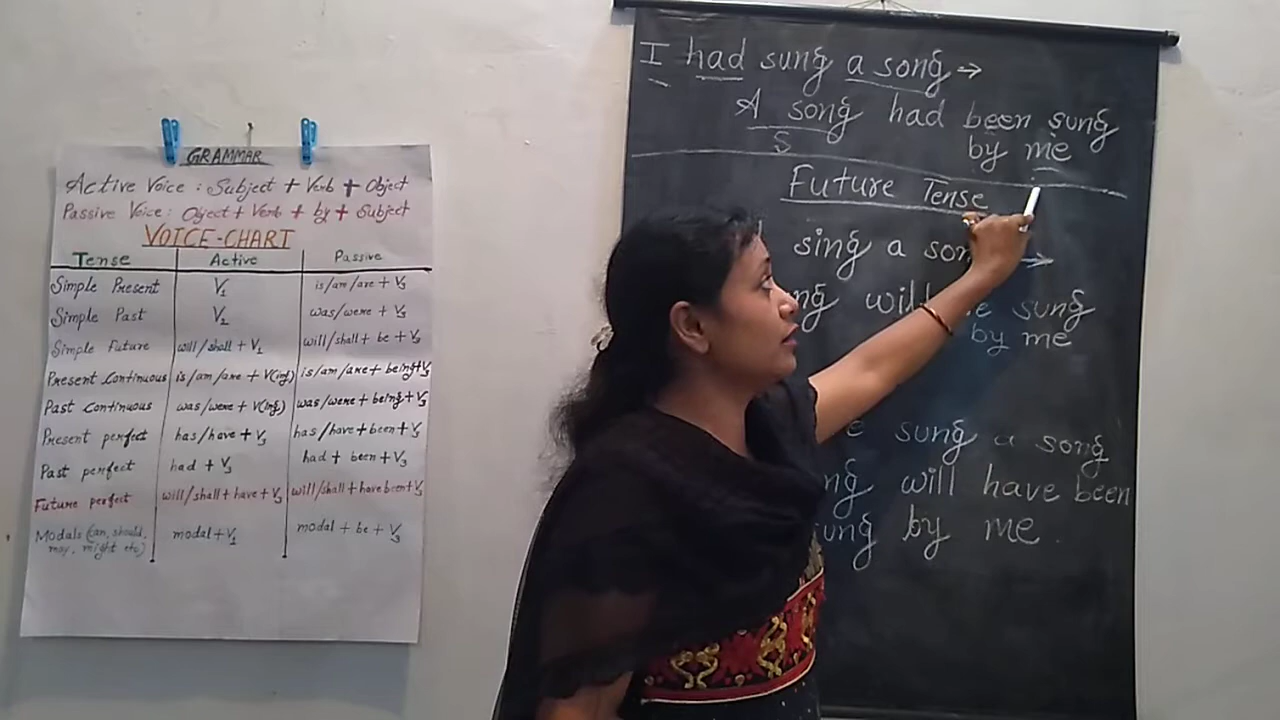 GRAMMAR
Active Voice : Subject + Verb + Object
Passive Voice : Object + Verb + by + Subject
VOICE-CHART
Tense Active Passive
Simple Present V1 is/am/are + V3
Simple Past V2 was/were + V3
Simple Future will/shall + V1 will/shall + be + V3
Present Continuous is/am/are + V(ing) is/am/are + being + V3
Past Continuous was/were + V(ing) was/were + being + V3
Present perfect has/have + V3 has/have + been + V3
Past perfect had + V3 had + been + V3
Future perfect will/shall + have + V3 will/shall + have been + V3
Modals (can, should, modal + V1 modal + be + V3
may, might etc)
I had sung a song →
A song had been sung
S by me
Future Tense
sing a song →
will be sung
by me
sung a song
will have been
sung by me.